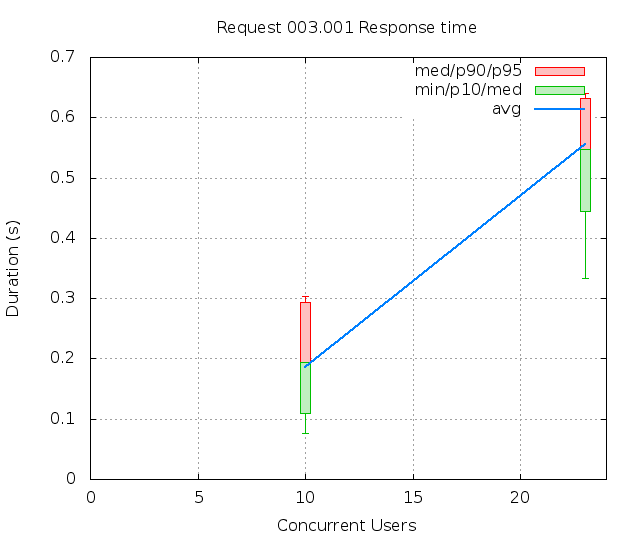 Request 003.001 Response time
med/p90/p95
min/p10/med
avg
0.7
0.6
0.5
0.4
0.3
0.2
0.1
0
Duration (s)
0 5 10 15 20
Concurrent Users